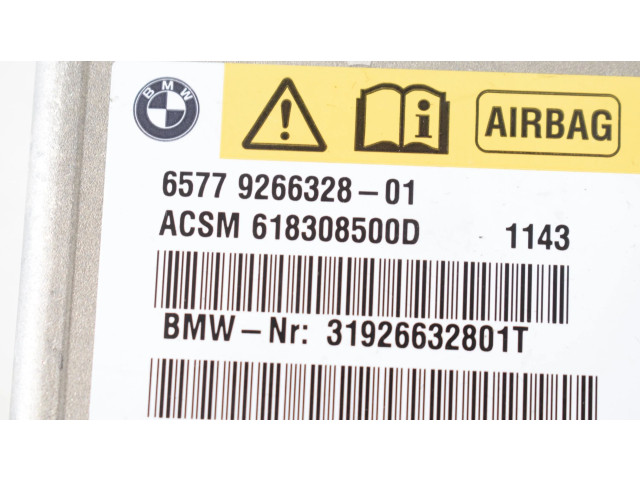 BMW
AIRBAG
6577 9266328-01
ACSM 618308500D 1143
BMW-Nr: 31926632801T